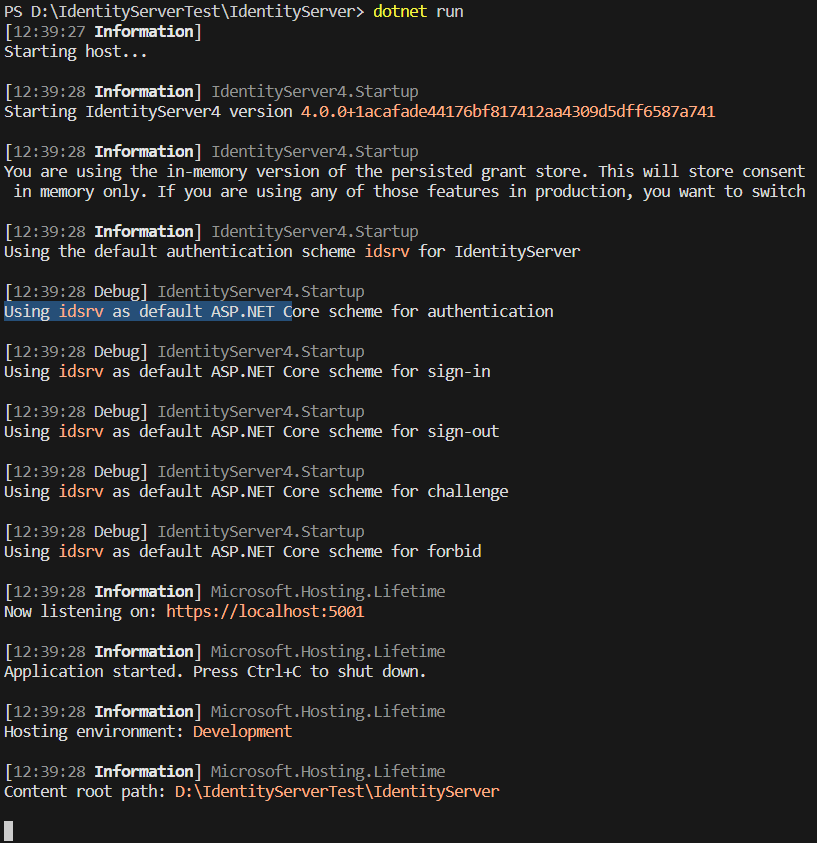 PS D:\IdentityServerTest\IdentityServer> dotnet run
[12:39:27 Information]
Starting host...
[12:39:28 Information] IdentityServer4.Startup
Starting IdentityServer4 version 4.0.0+1acafade44176bf817412aa4309d5dff6587a741
[12:39:28 Information] IdentityServer4.Startup
You are using the in-memory version of the persisted grant store. This will store consent
in memory only. If you are using any of those features in production, you want to switch
[12:39:28 Information] IdentityServer4.Startup
Using the default authentication scheme idsrv for IdentityServer
[12:39:28 Debug] IdentityServer4.Startup
Using idsrv as default ASP.NET Core scheme for authentication
[12:39:28 Debug] IdentityServer4.Startup
Using idsrv as default ASP.NET Core scheme for sign-in
[12:39:28 Debug] IdentityServer4.Startup
Using idsrv as default ASP.NET Core scheme for sign-out
[12:39:28 Debug] IdentityServer4.Startup
Using idsrv as default ASP.NET Core scheme for challenge
[12:39:28 Debug] IdentityServer4.Startup
Using idsrv as default ASP.NET Core scheme for forbid
[12:39:28 Information] Microsoft.Hosting.Lifetime
Now listening on: https://localhost:5001
[12:39:28 Information] Microsoft.Hosting.Lifetime
Application started. Press Ctrl+C to shut down.
[12:39:28 Information] Microsoft.Hosting.Lifetime
Hosting environment: Development
[12:39:28 Information] Microsoft.Hosting.Lifetime
Content root path: D:\IdentityServerTest\IdentityServer